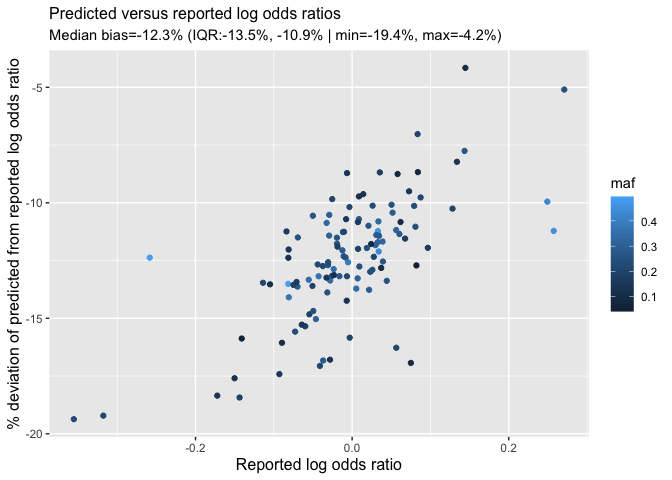 Predicted versus reported log odds ratios
Median bias=-12.3% (IQR:-13.5%, -10.9% | min=-19.4%, max=-4.2%)
% deviation of predicted from reported log odds ratio
-5
-10
-15
-20
-0.2
0.0
0.2
Reported log odds ratio
maf
0.4
0.3
0.2
0.1